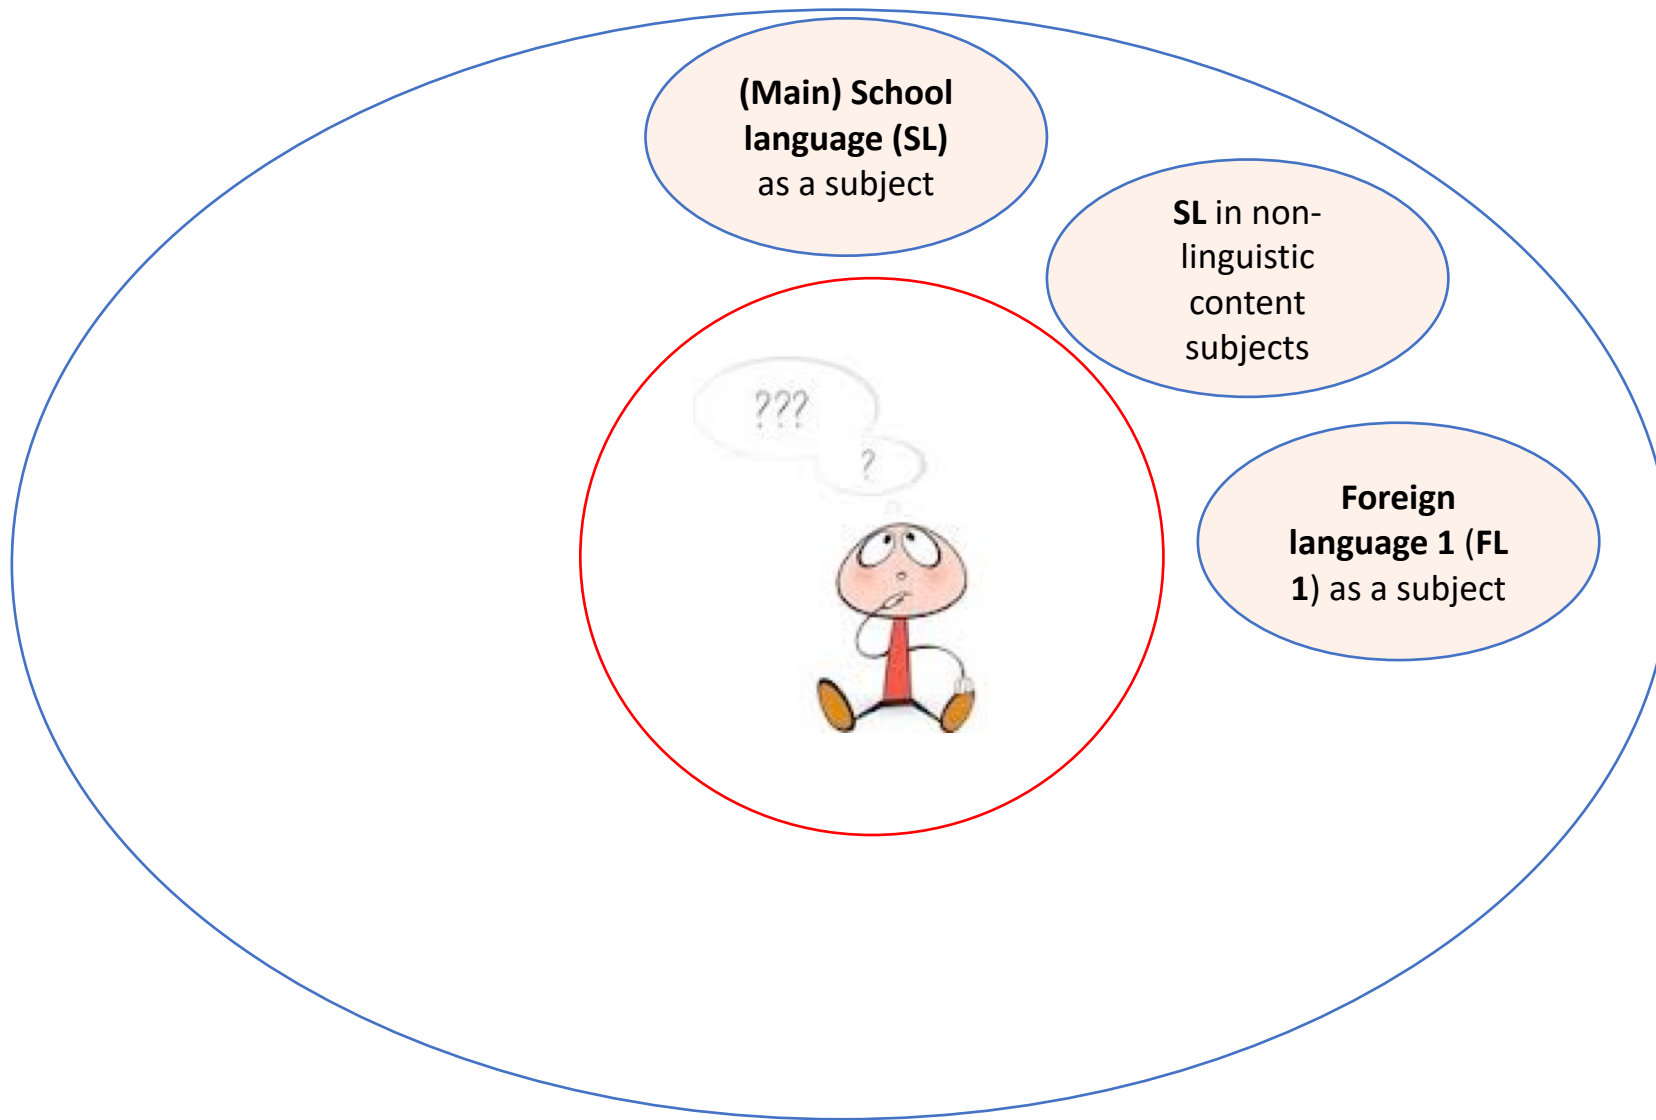 (Main) School
language (SL)
as a subject
SL in non-
linguistic
content
subjects
???
?
Foreign
language 1 (FL
1) as a subject